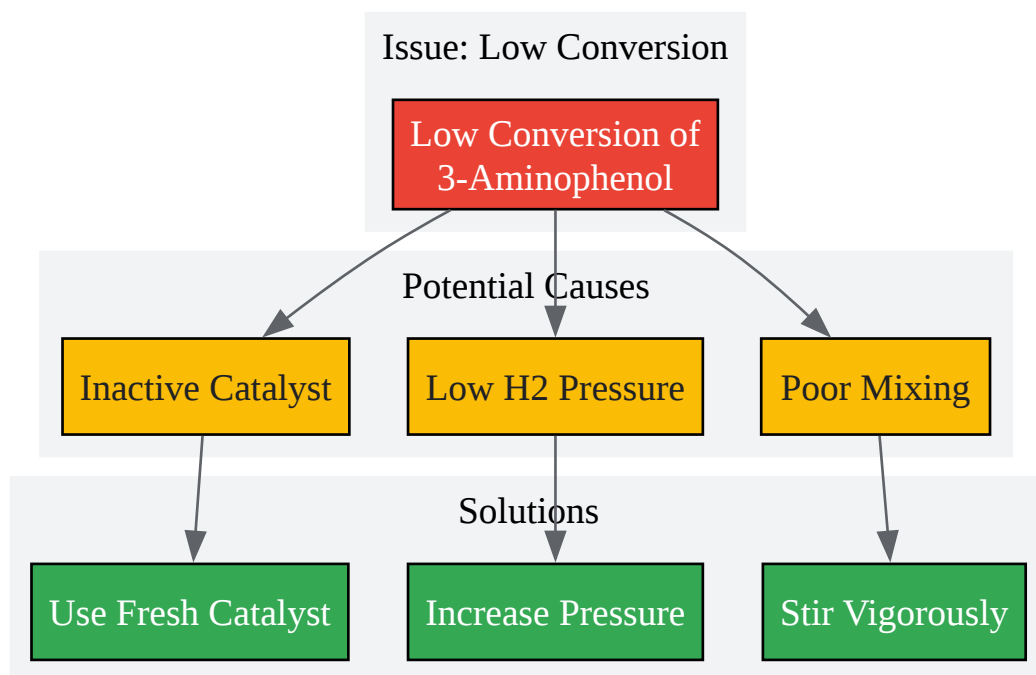 Issue: Low Conversion
Low Conversion of
3-Aminophenol
Potential Causes
Inactive Catalyst
Low H2 Pressure
Poor Mixing
Solutions
Use Fresh Catalyst
Increase Pressure
Stir Vigorously